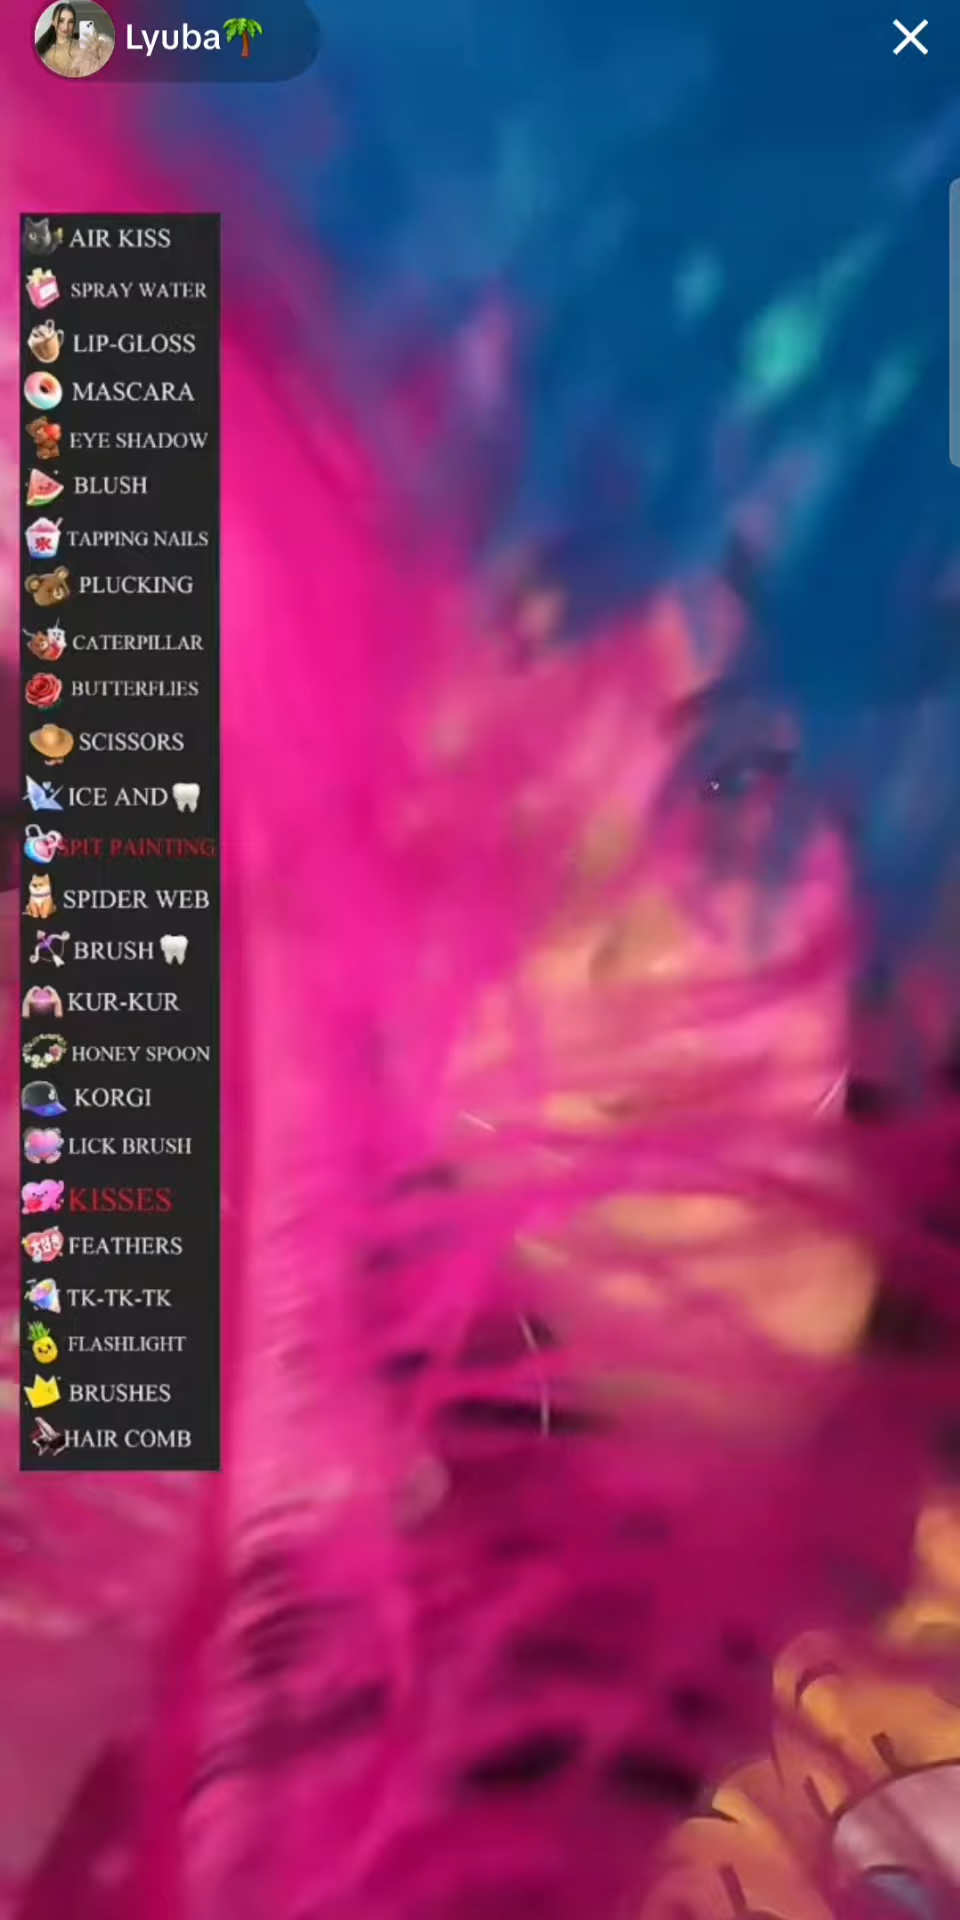 Lyuba🌴
AIR KISS
SPRAY WATER
LIP-GLOSS
MASCARA
EYE SHADOW
BLUSH
TAPPING NAILS
PLUCKING
CATERPILLAR
BUTTERFLIES
SCISSORS
ICE AND🦷
SPIT PAINTING
SPIDER WEB
BRUSH🦷
KUR-KUR
HONEY SPOON
KORGI
LICK BRUSH
KISSES
FEATHERS
TK-TK-TK
FLASHLIGHT
BRUSHES
HAIR COMB